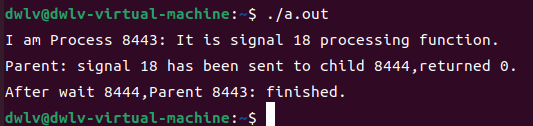 dwlv@dwlv-virtual-machine:~$ ./a.out
I am Process 8443: It is signal 18 processing function.
Parent: signal 18 has been sent to child 8444,returned 0.
After wait 8444,Parent 8443: finished.
dwlv@dwlv-virtual-machine:~$